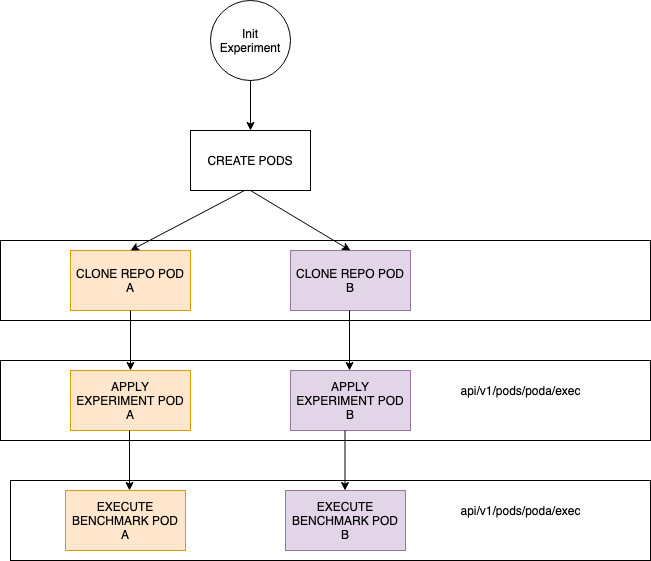 Init
Experiment
CREATE PODS
CLONE REPO POD
A
CLONE REPO POD
B
APPLY
EXPERIMENT POD
A
APPLY
EXPERIMENT POD
B
api/v1/pods/poda/exec
EXECUTE
BENCHMARK POD
A
EXECUTE
BENCHMARK POD
B
api/v1/pods/poda/exec